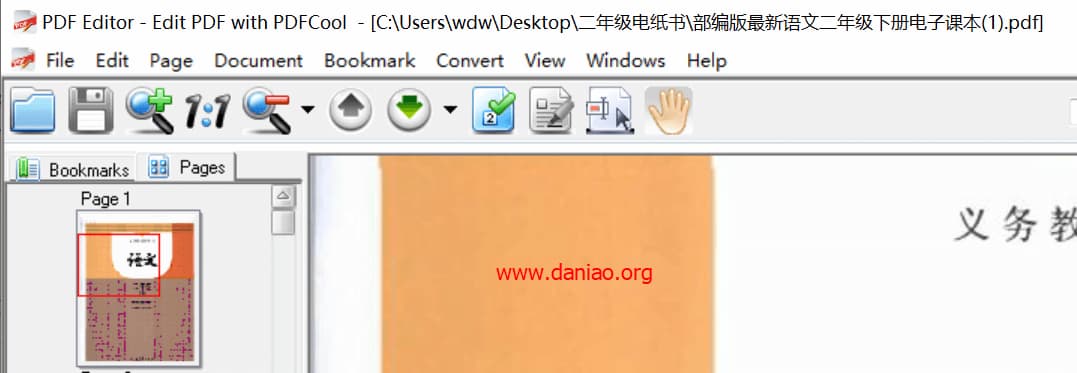 PDF Editor - Edit PDF with PDFCool - [C:\Users\wdw\Desktop\二年级电纸书\部编版最新语文二年级下册电子课本(1).pdf]
File Edit Page Document Bookmark Convert View Windows Help
1:1
2
Bookmarks Pages
Page 1
义务教
语文
www.daniao.org